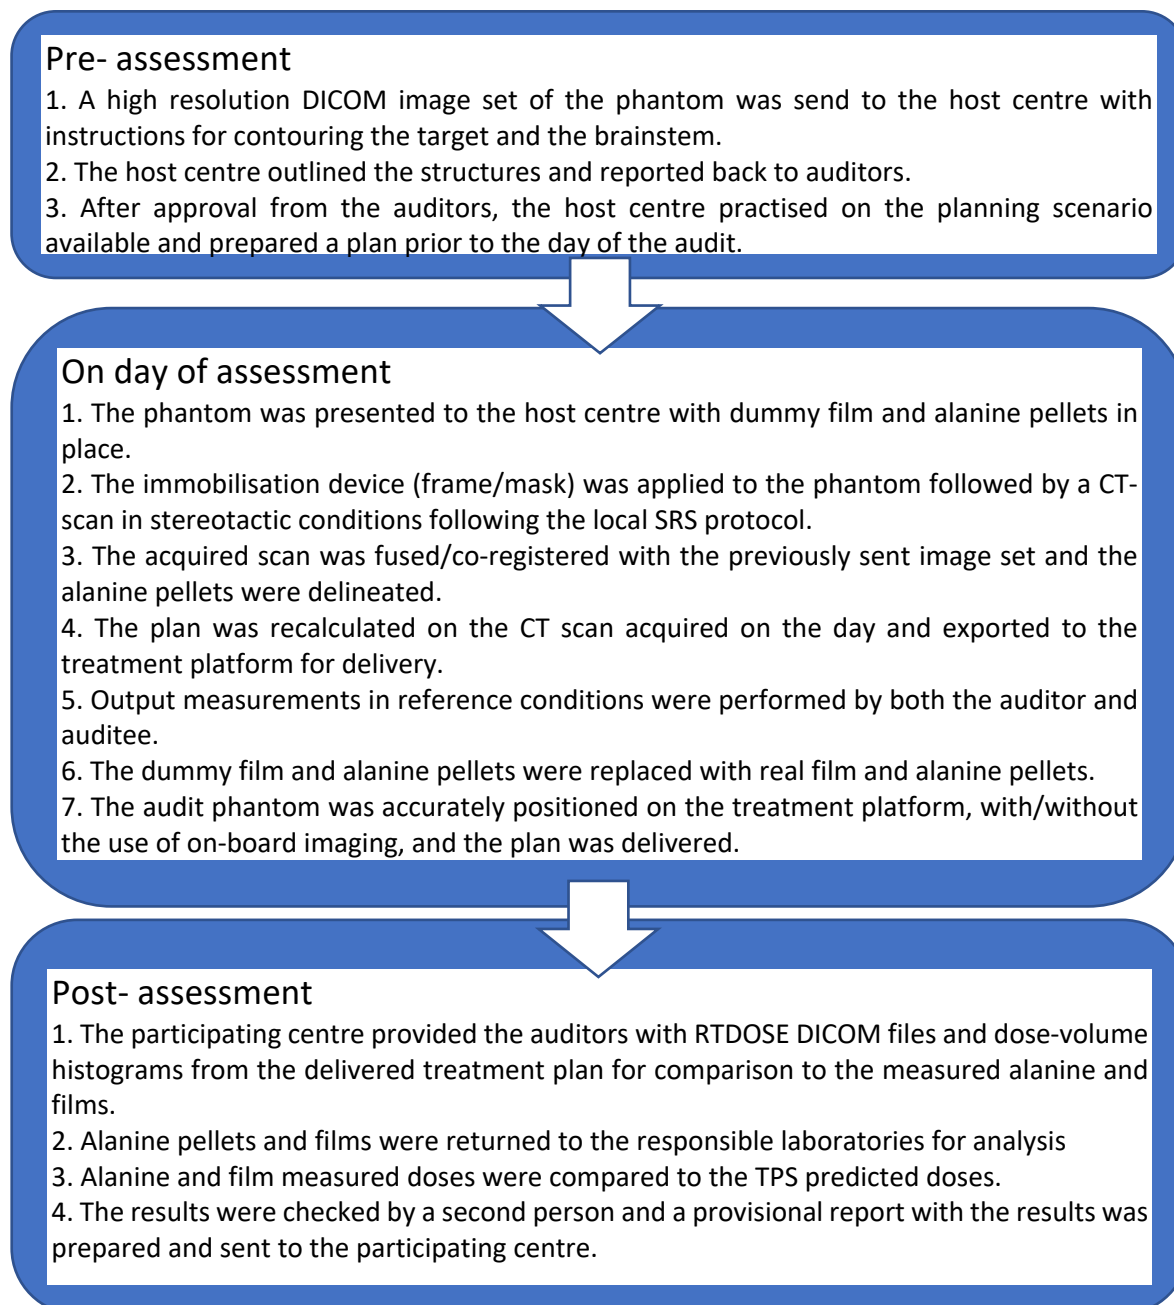 Pre- assessment
1. A high resolution DICOM image set of the phantom was send to the host centre with
instructions for contouring the target and the brainstem.
2. The host centre outlined the structures and reported back to auditors.
3. After approval from the auditors, the host centre practised on the planning scenario
available and prepared a plan prior to the day of the audit.
On day of assessment
1. The phantom was presented to the host centre with dummy film and alanine pellets in
place.
2. The immobilisation device (frame/mask) was applied to the phantom followed by a CT-
scan in stereotactic conditions following the local SRS protocol.
3. The acquired scan was fused/co-registered with the previously sent image set and the
alanine pellets were delineated.
4. The plan was recalculated on the CT scan acquired on the day and exported to the
treatment platform for delivery.
5. Output measurements in reference conditions were performed by both the auditor and
auditee.
6. The dummy film and alanine pellets were replaced with real film and alanine pellets.
7. The audit phantom was accurately positioned on the treatment platform, with/without
the use of on-board imaging, and the plan was delivered.
Post- assessment
1. The participating centre provided the auditors with RTDOSE DICOM files and dose-volume
histograms from the delivered treatment plan for comparison to the measured alanine and
films.
2. Alanine pellets and films were returned to the responsible laboratories for analysis
3. Alanine and film measured doses were compared to the TPS predicted doses.
4. The results were checked by a second person and a provisional report with the results was
prepared and sent to the participating centre.